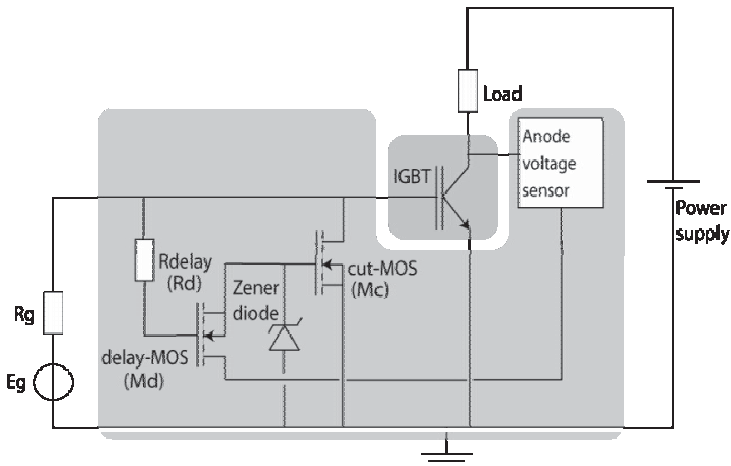 Load
Anode
voltage
sensor
IGBT
Power
supply
Rdelay
(Rd)
cut-MOS
(Mc)
Zener
diode
Rg
delay-MOS
(Md)
Eg